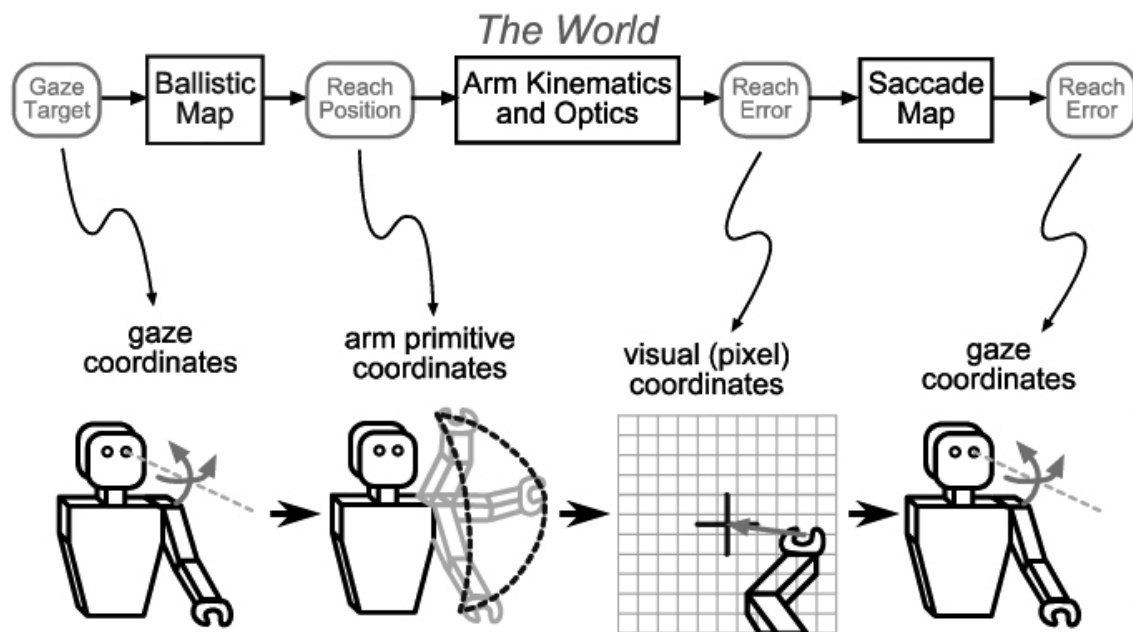 The World
Gaze
Target
Ballistic
Map
Reach
Position
Arm Kinematics
and Optics
Reach
Error
Saccade
Map
Reach
Error
gaze
coordinates
arm primitive
coordinates
visual (pixel)
coordinates
gaze
coordinates